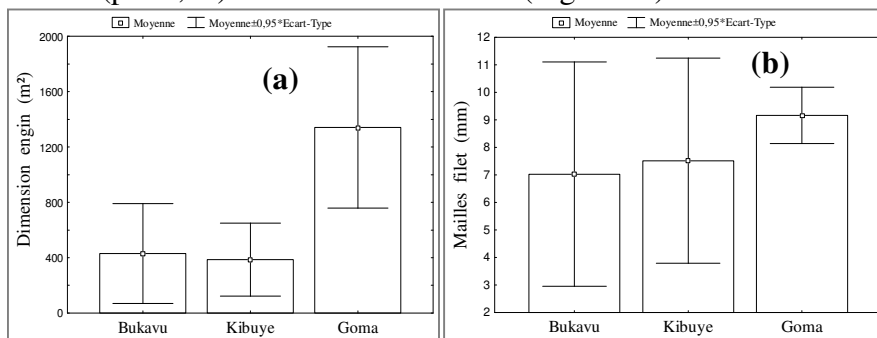 Moyenne Moyenne±0,95*Ecart-Type
Dimension engin (m²)
2000
1600
1200
800
400
0
(a)
Bukavu Kibuye Goma
Moyenne Moyenne±0,95*Ecart-Type
Mailles filet (mm)
12
11
10
9
8
7
6
5
4
3
2
(b)
Bukavu Kibuye Goma